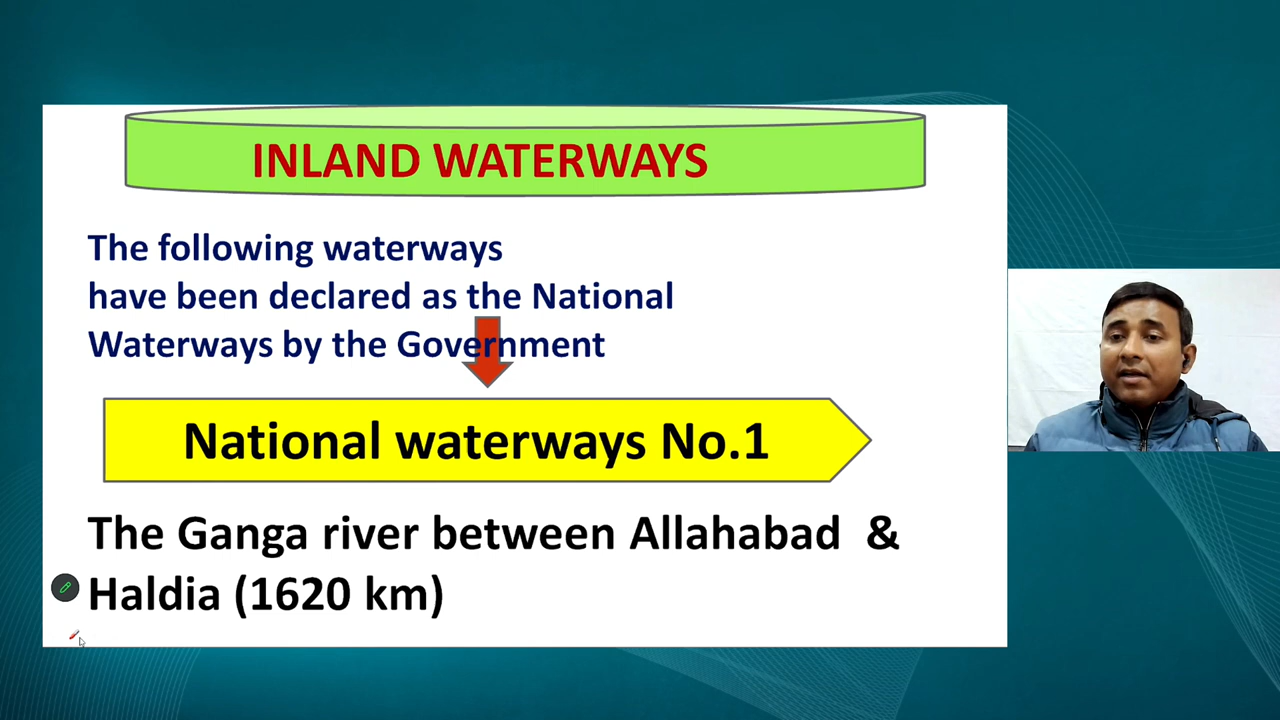 INLAND WATERWAYS
The following waterways
have been declared as the National
Waterways by the Government
National waterways No.1
The Ganga river between Allahabad & 
Haldia (1620 km)